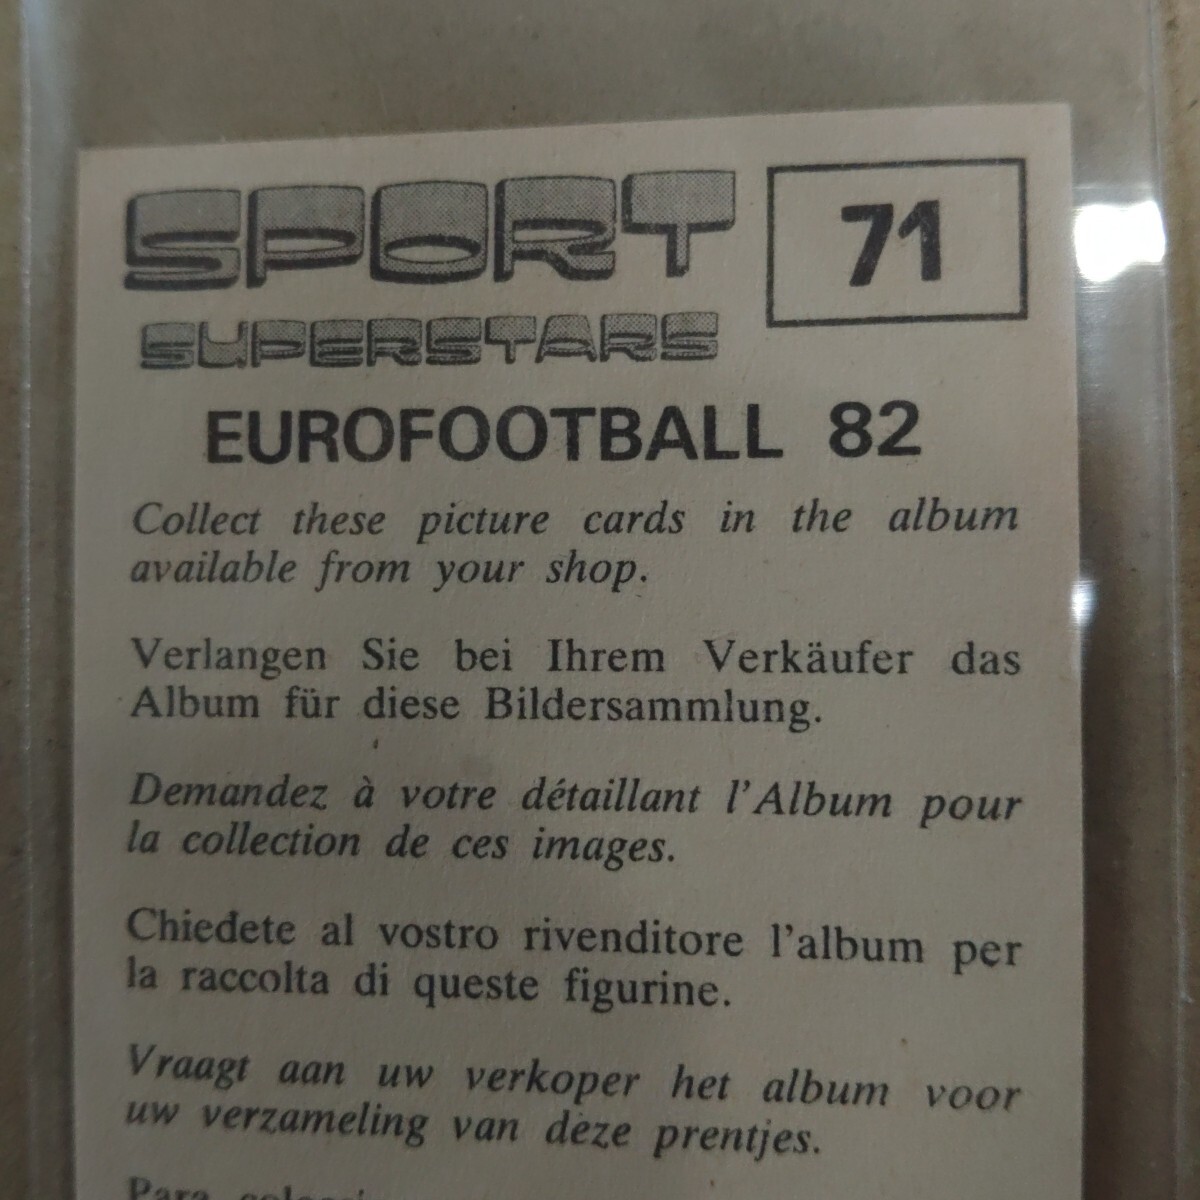 SPORT
71
SUPERSTARS
EUROFOOTBALL 82
Collect these picture cards in the album
available from your shop.
Verlangen Sie bei Ihrem Verkäufer das
Album für diese Bildersammlung.
Demandez à votre détaillant l'Album pour
la collection de ces images.
Chiedete al vostro rivenditore l'album per
la raccolta di queste figurine.
Vraagt aan uw verkoper het album voor
uw verzameling van deze prentjes.
Para